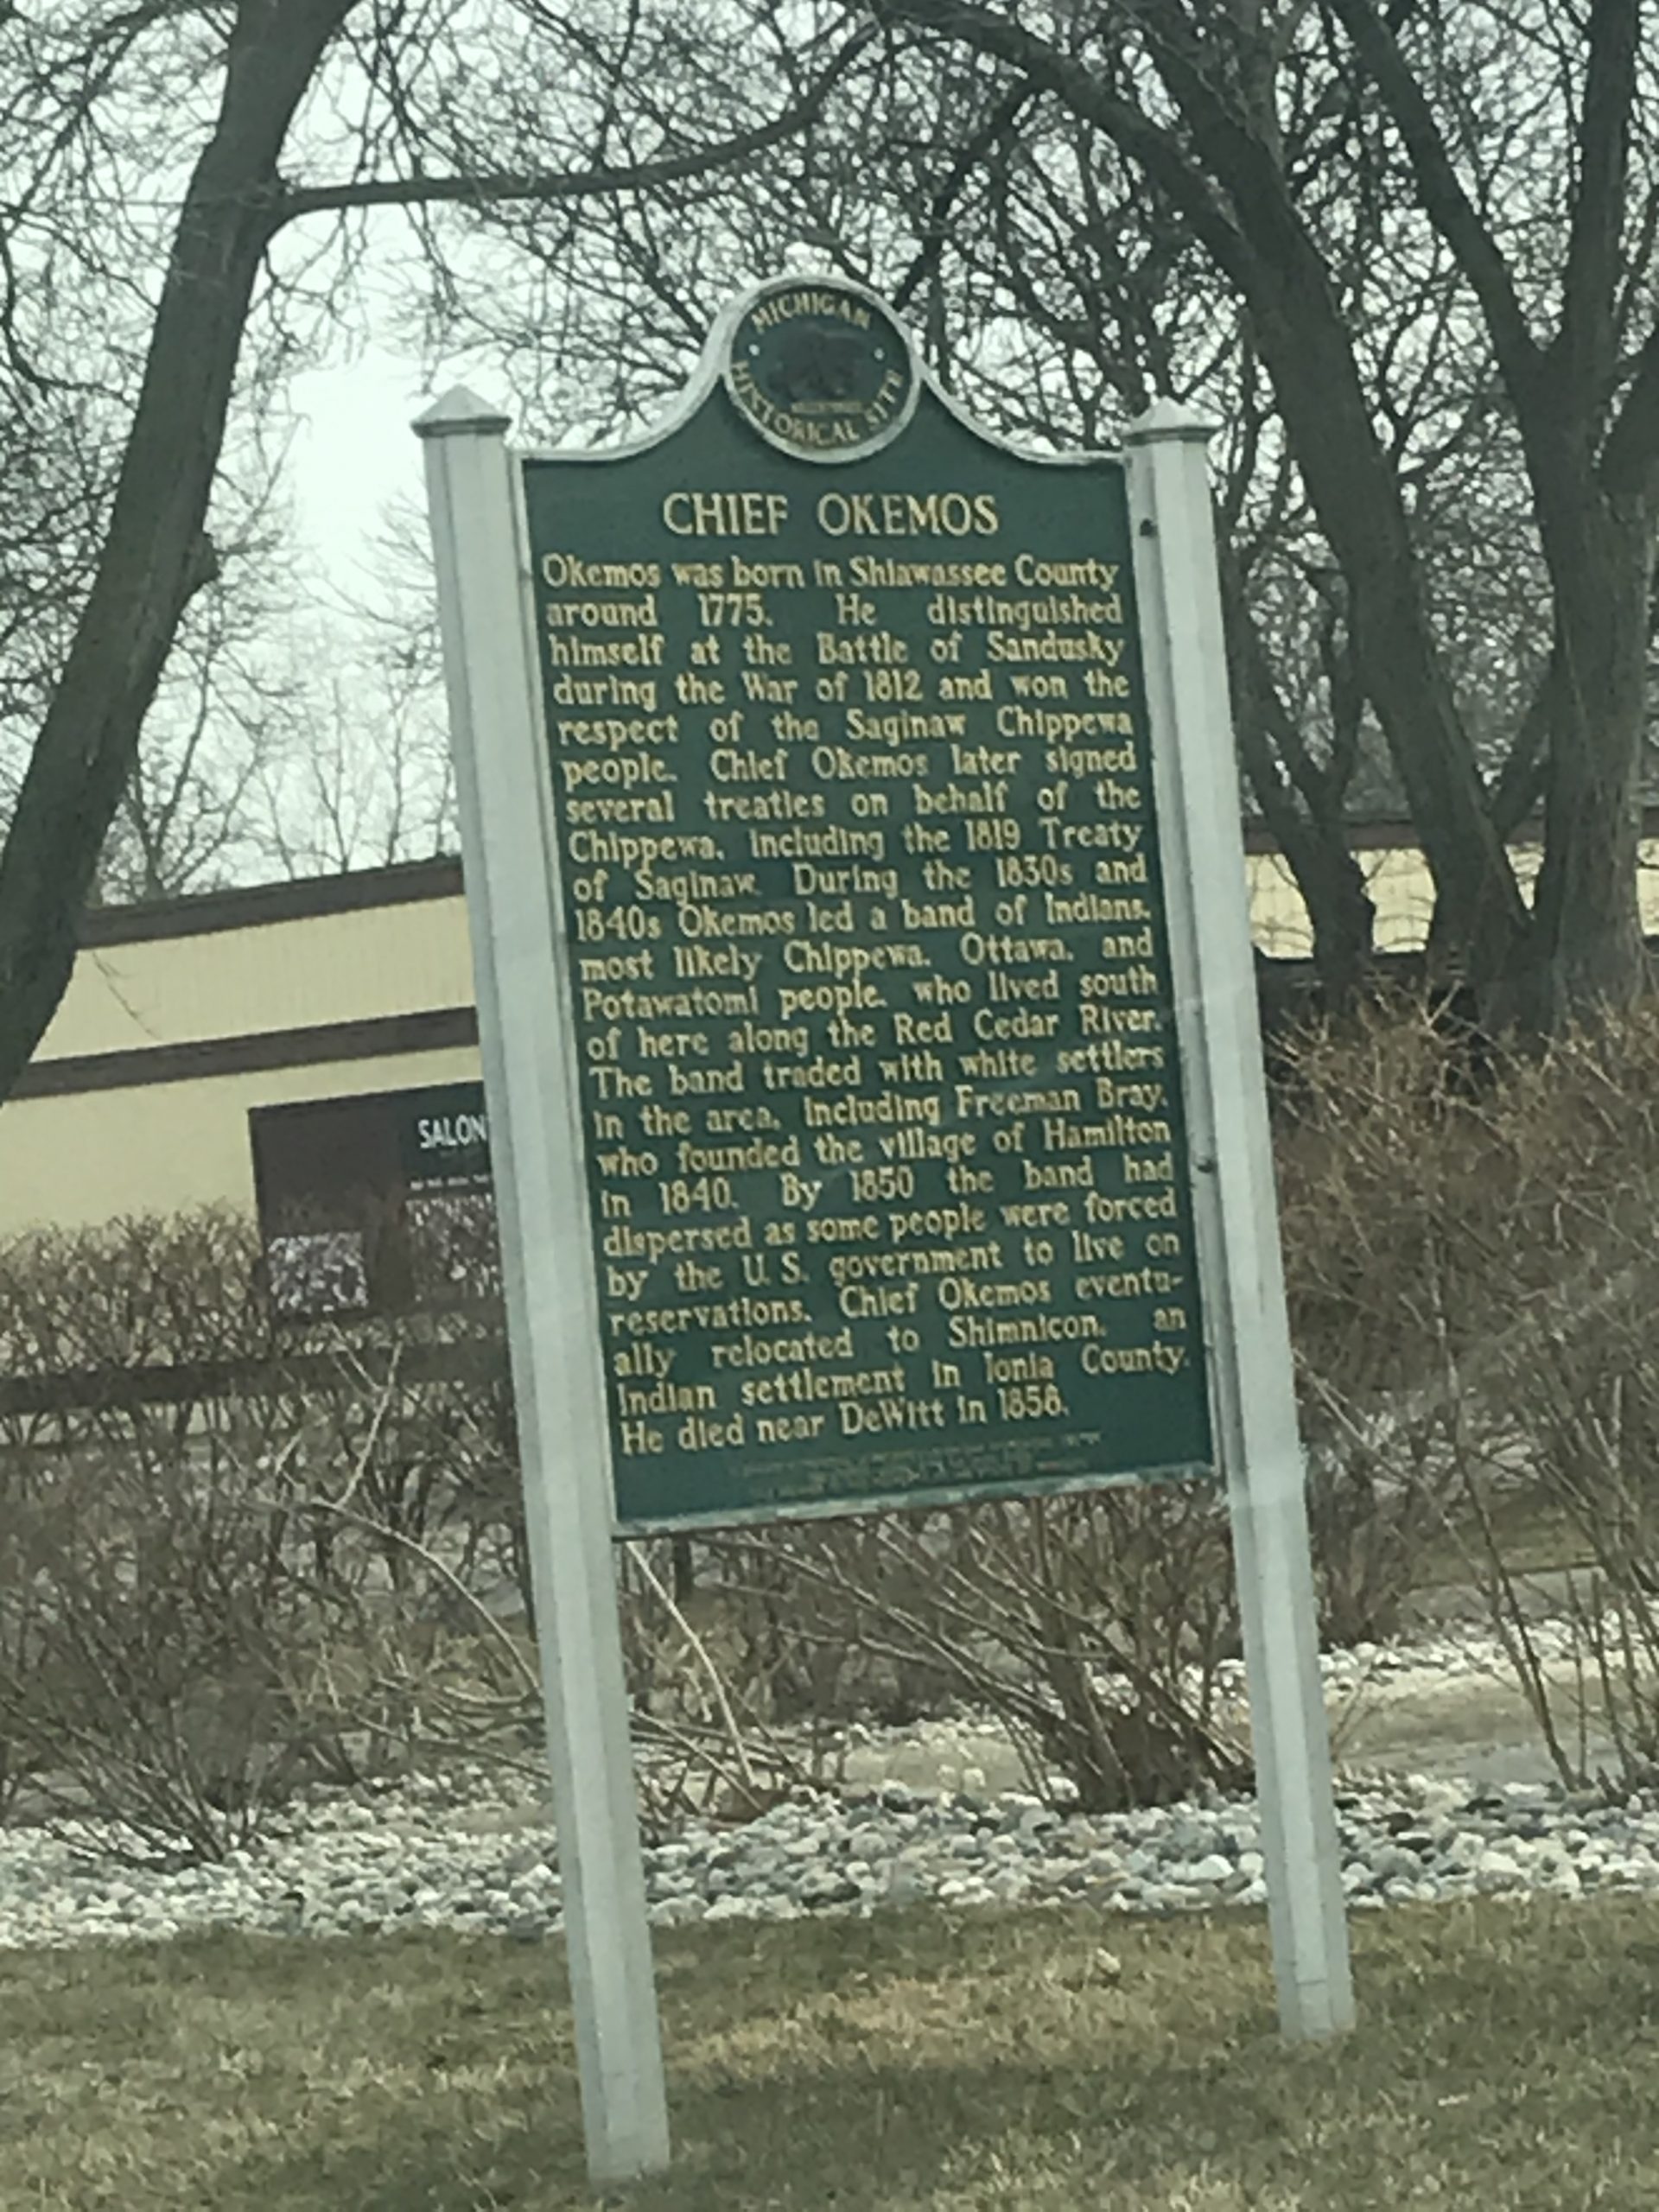 MICHIGAN
HISTORICAL SITE
CHIEF OKEMOS
Okemos was born in Shiawassee County
around 1775. He distinguished
himself at the Battle of Sandusky
during the War of 1812 and won the
respect of the Saginaw Chippewa
people. Chief Okemos later signed
several treaties on behalf of the
Chippewa, including the 1819 Treaty
of Saginaw. During the 1830s and
1840s Okemos led a band of Indians,
most likely Chippewa, Ottawa, and
Potawatomi people, who lived south
of here along the Red Cedar River.
The band traded with white settlers
in the area, including Freeman Bray,
who founded the village of Hamilton
in 1840. By 1850 the band had
dispersed as some people were forced
by the U. S. government to live on
reservations. Chief Okemos eventu-
ally relocated to Shimnicon, an
Indian settlement in Ionia County.
He died near DeWitt in 1858.
SALON